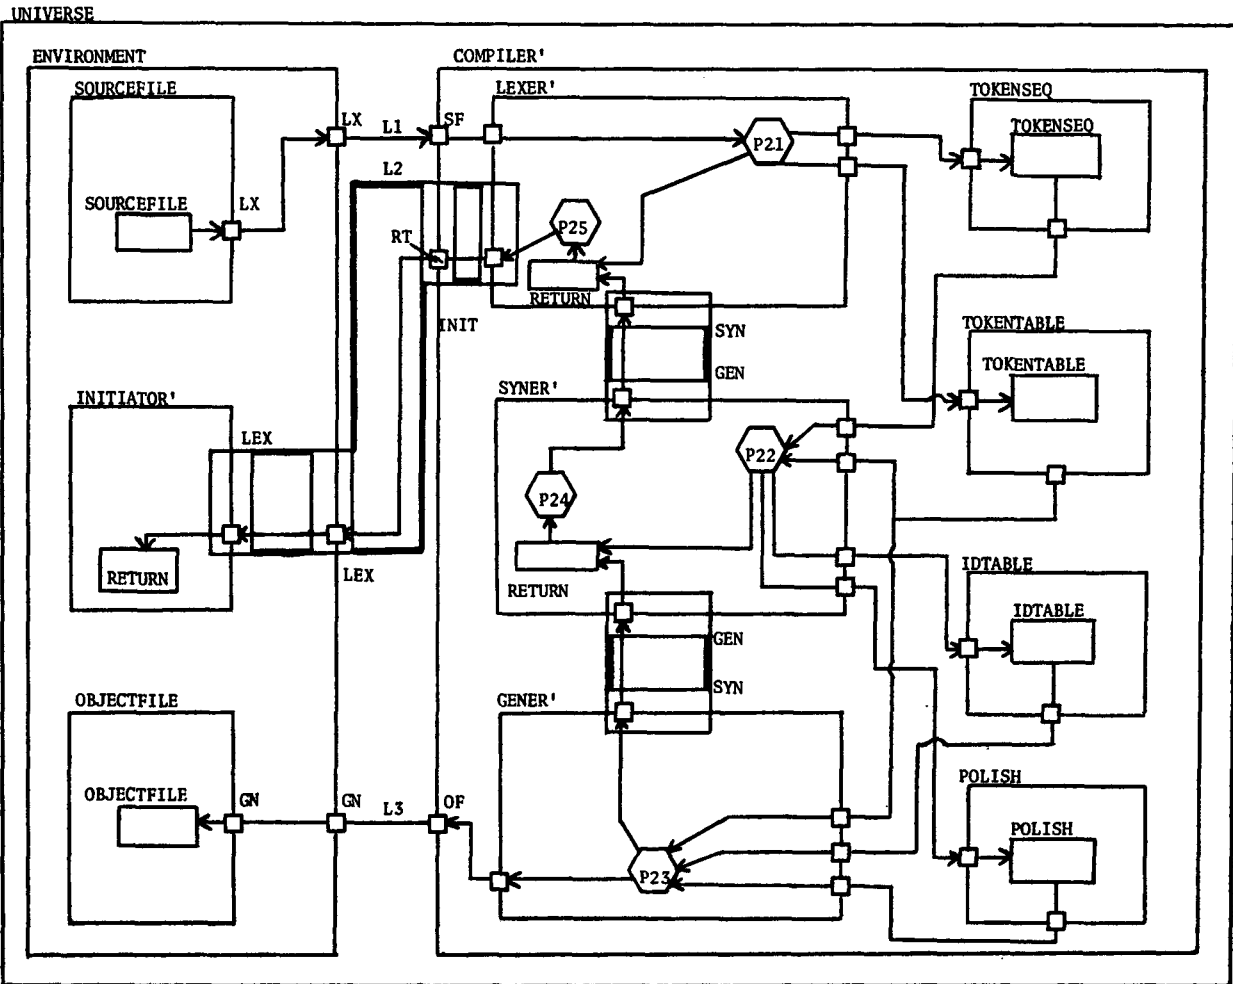 UNIVERSE
ENVIRONMENT
COMPILER'
SOURCEFILE
LEXER'
TOKENSEQ
LX
L1
SF
TOKENSEQ
P21
L2
SOURCEFILE
LX
P25
RT
RETURN
INIT
SYN
TOKENTABLE
TOKENTABLE
GEN
SYNER'
INITIATOR'
LEX
P22
P24
RETURN
LEX
RETURN
IDTABLE
IDTABLE
GEN
SYN
OBJECTFILE
GENER'
POLISH
OBJECTFILE
GN
GN
L3
OF
POLISH
P23